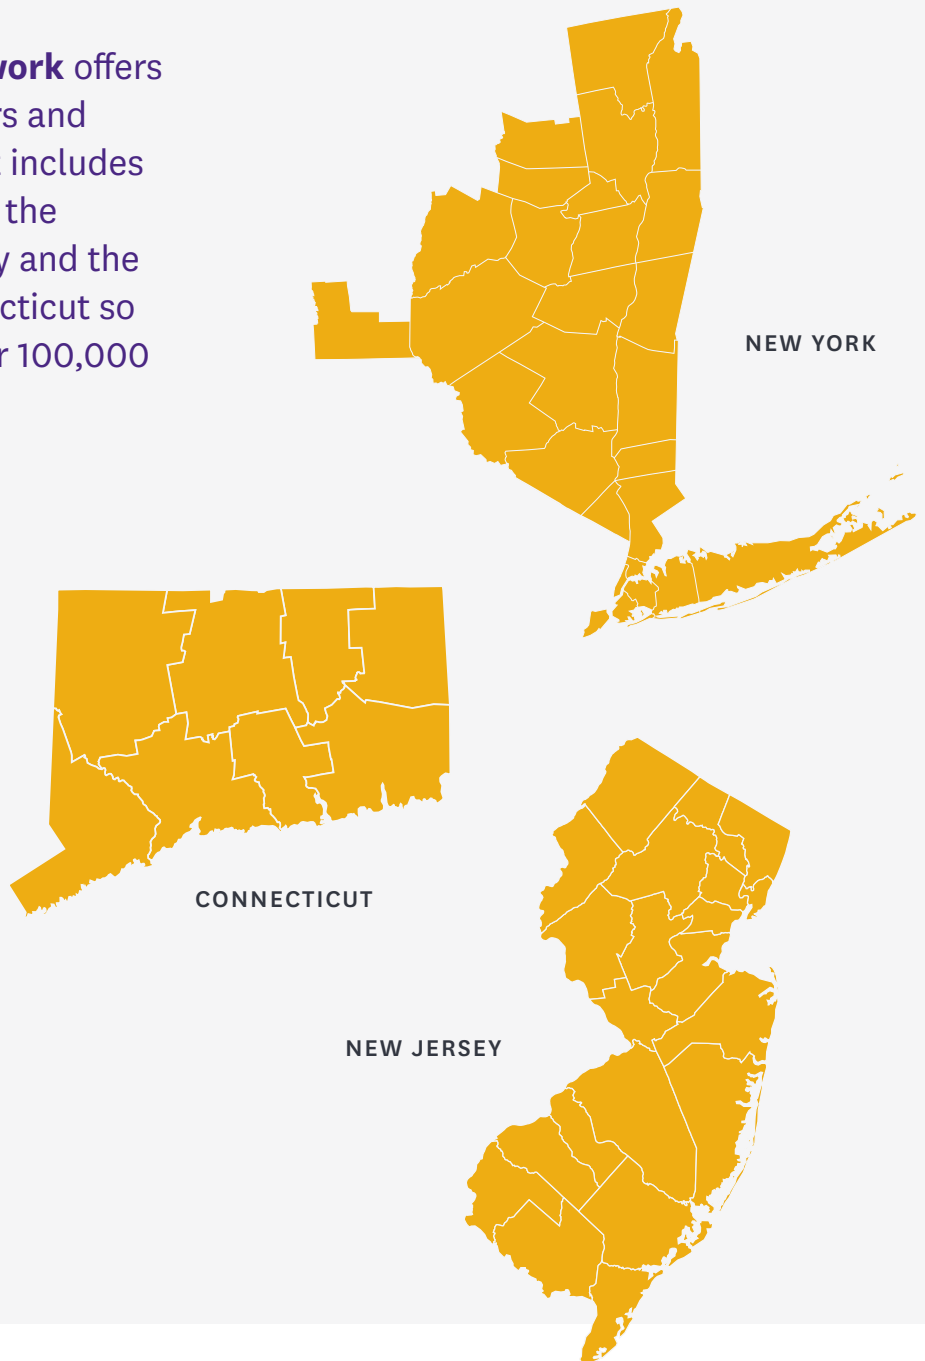 work offers
rs and
includes
the
y and the
cticut so
r 100,000
NEW YORK
CONNECTICUT
NEW JERSEY